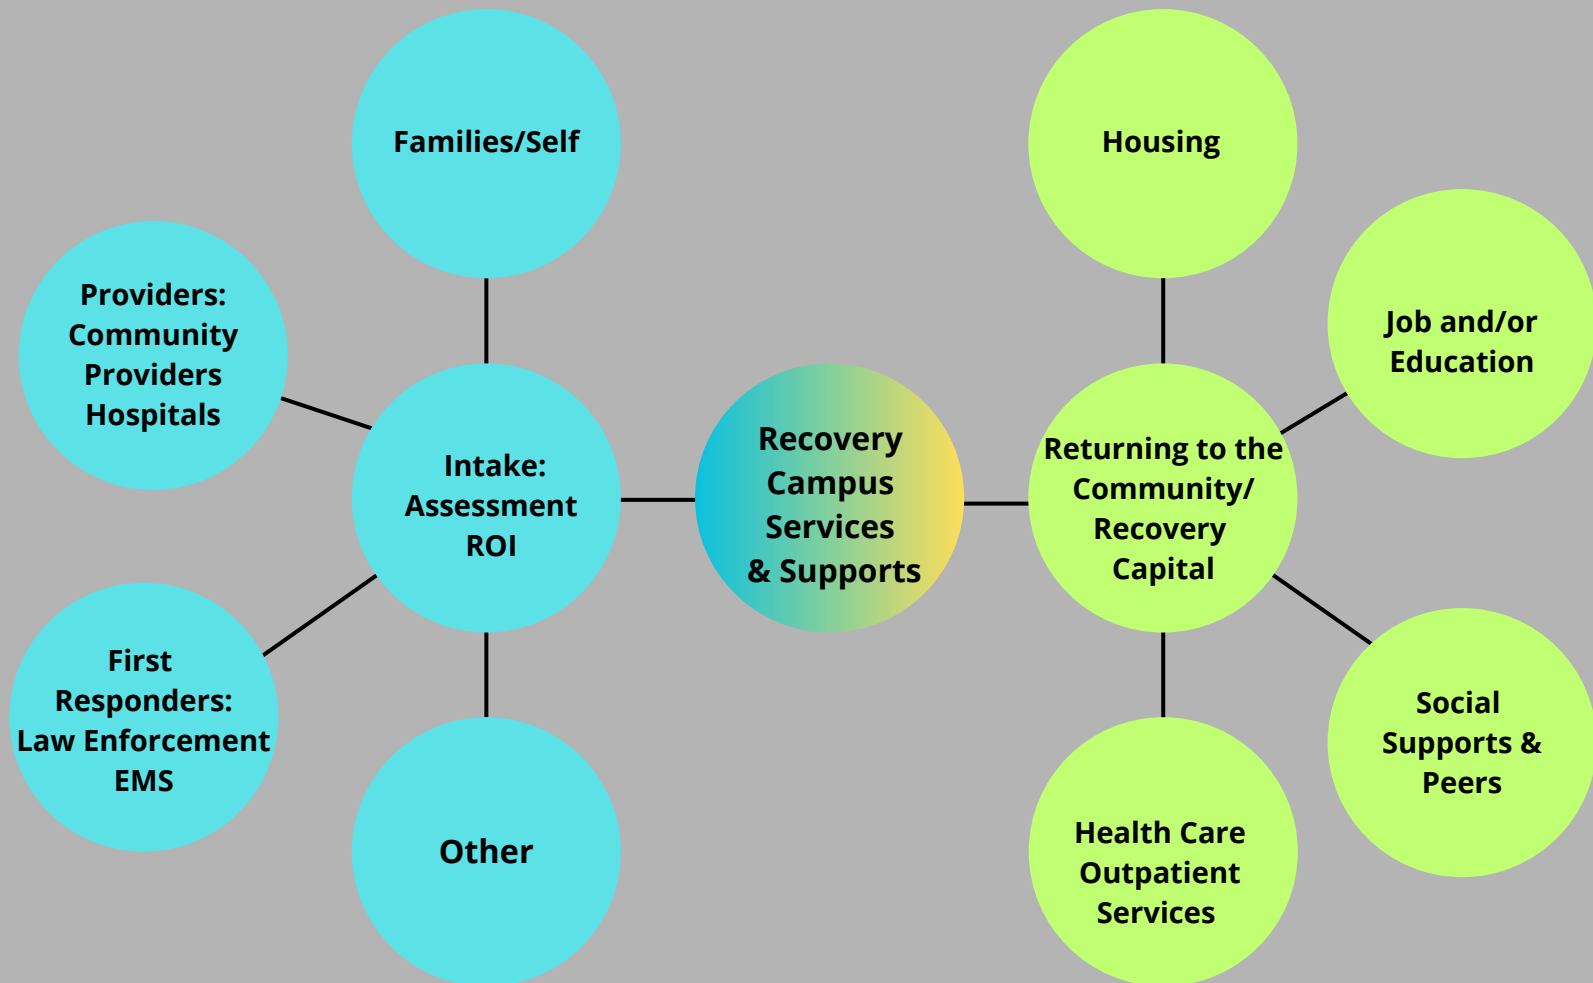 Families/Self
Providers:
Community
Providers
Hospitals
Intake:
Assessment
ROI
First
Responders:
Law Enforcement
EMS
Other
Recovery
Campus
Services
& Supports
Housing
Job and/or
Education
Returning to the
Community/
Recovery
Capital
Social
Supports &
Peers
Health Care
Outpatient
Services